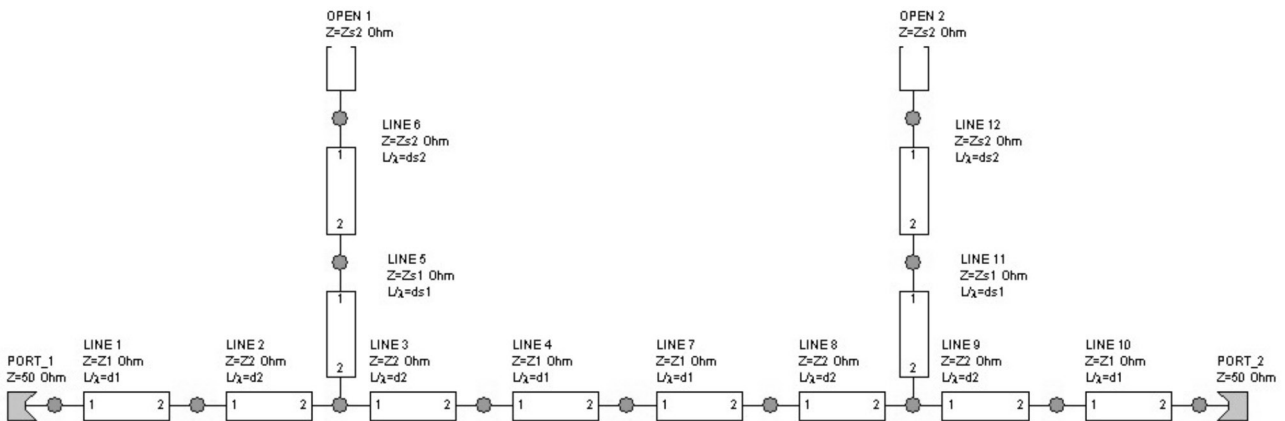 OPEN 1
Z=Zs2 Ohm
OPEN 2
Z=Zs2 Ohm
LINE 6
Z=Zs2 Ohm
L/λ=ds2
1
2
LINE 12
Z=Zs2 Ohm
L/λ=ds2
1
2
LINE 5
Z=Zs1 Ohm
L/λ=ds1
1
2
LINE 11
Z=Zs1 Ohm
L/λ=ds1
1
2
PORT_1
Z=50 Ohm
LINE 1
Z=Z1 Ohm
L/λ=d1
1 2
LINE 2
Z=Z2 Ohm
L/λ=d2
1 2
LINE 3
Z=Z2 Ohm
L/λ=d2
1 2
LINE 4
Z=Z1 Ohm
L/λ=d1
1 2
LINE 7
Z=Z1 Ohm
L/λ=d1
1 2
LINE 8
Z=Z2 Ohm
L/λ=d2
1 2
LINE 9
Z=Z2 Ohm
L/λ=d2
1 2
LINE 10
Z=Z1 Ohm
L/λ=d1
1 2
PORT_2
Z=50 Ohm